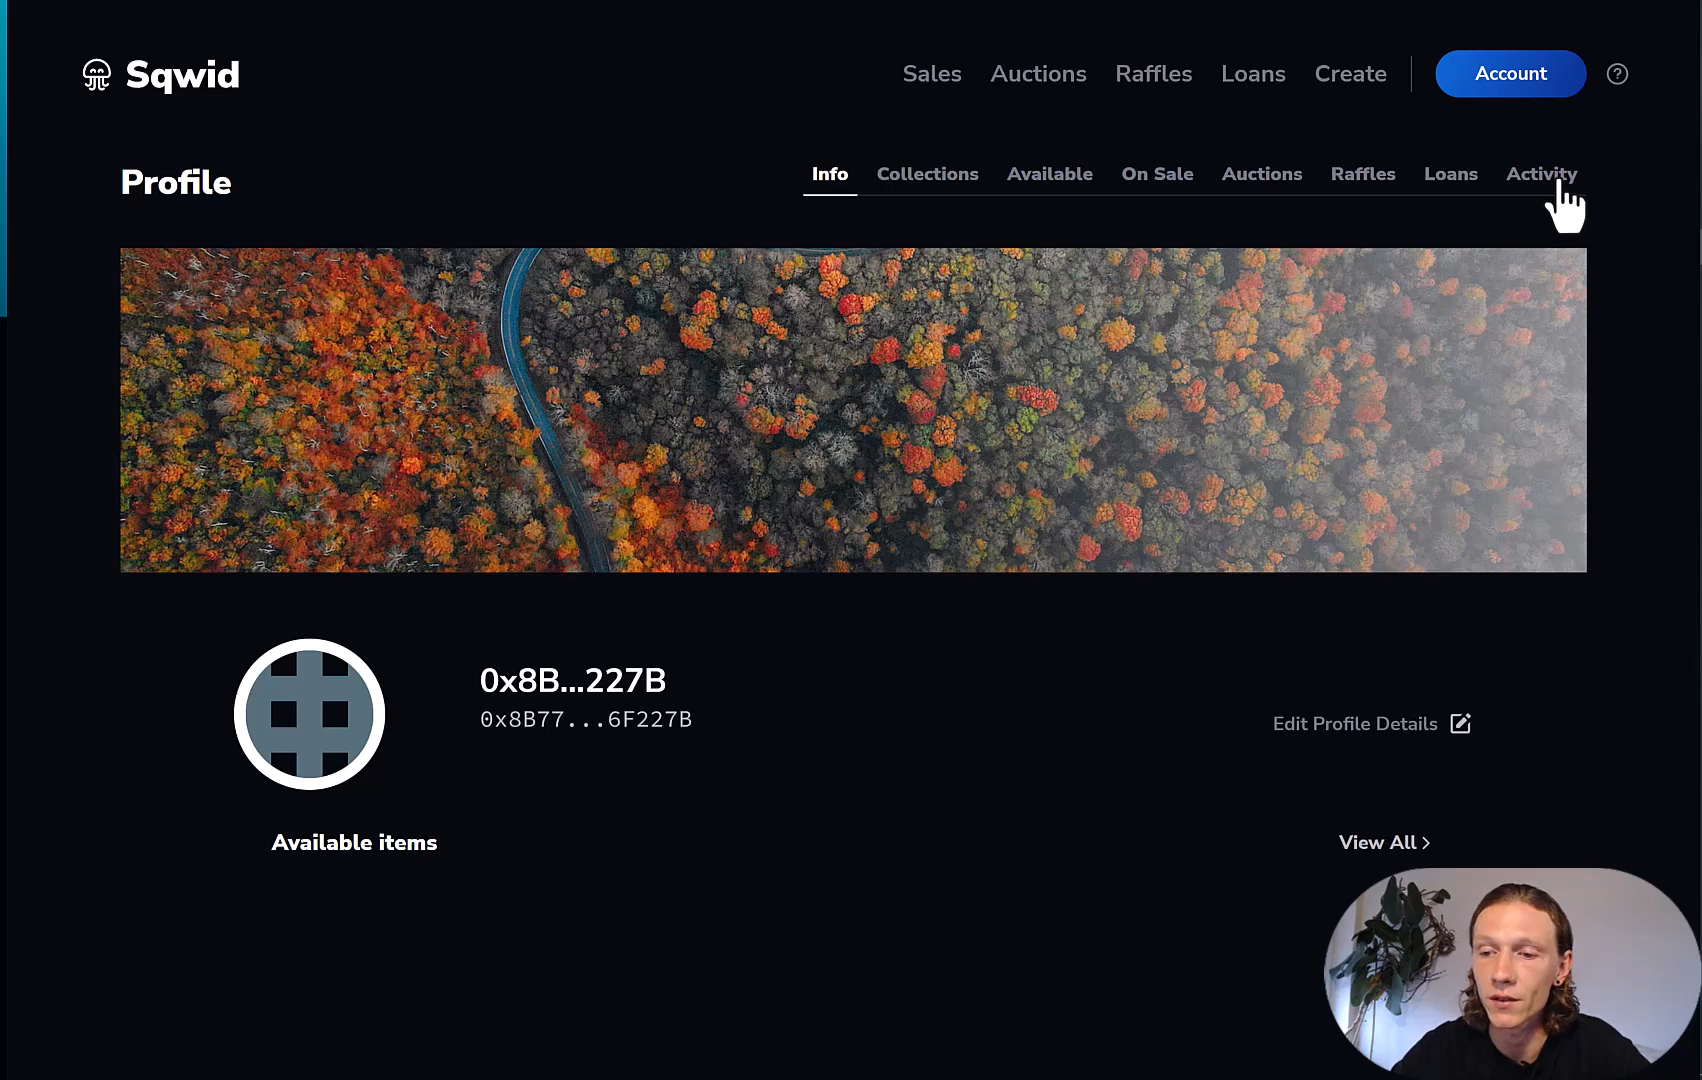 Sqwid
Sales Auctions Raffles Loans Create Account ?
Profile
Info Collections Available On Sale Auctions Raffles Loans Activity
0x8B...227B
0x8B77...6F227B
Edit Profile Details
Available items
View All >